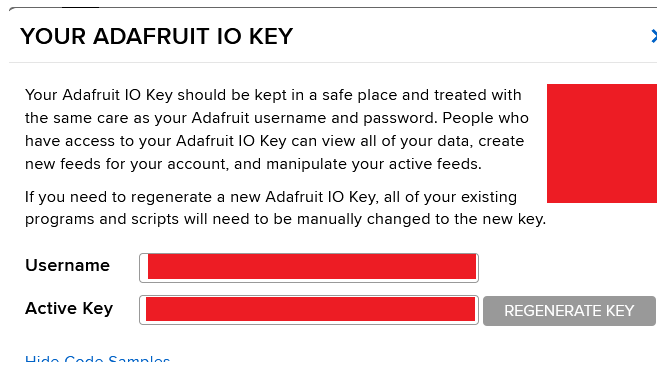 YOUR ADAFRUIT IO KEY
Your Adafruit IO Key should be kept in a safe place and treated with
the same care as your Adafruit username and password. People who
have access to your Adafruit IO Key can view all of your data, create
new feeds for your account, and manipulate your active feeds.
If you need to regenerate a new Adafruit IO Key, all of your existing
programs and scripts will need to be manually changed to the new key.
Username
Active Key
REGENERATE KEY
Hide Code Samples